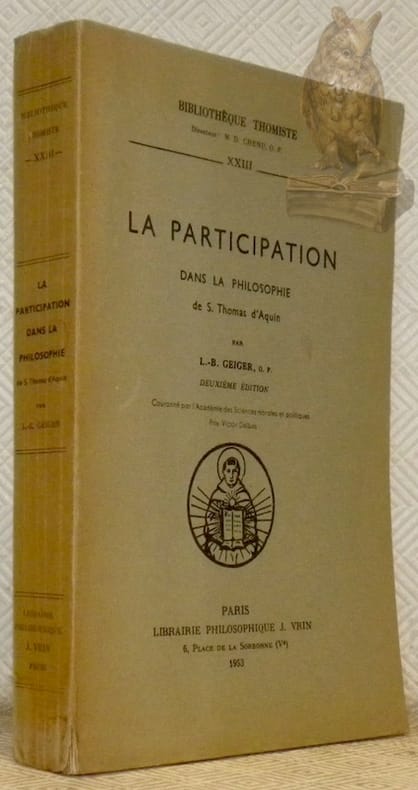 BIBLIOTHÈQUE THOMISTE
Directeur: M. D. CHENU, O. P.
XXIII
LA PARTICIPATION
DANS LA PHILOSOPHIE
de S. Thomas d'Aquin
PAR
L.-B. GEIGER, O. P.
DEUXIÈME ÉDITION
Couronné par l'Académie des Sciences morales et politiques
Prix Victor Delbos
PARIS
LIBRAIRIE PHILOSOPHIQUE J. VRIN
6, PLACE DE LA SORBONNE (Ve)
1953
BIBLIOTHÈQUE
THOMISTE
XXIII
LA
PARTICIPATION
DANS LA
PHILOSOPHIE
de S. Thomas d'Aquin
PAR
L.-B. GEIGER
LIBRAIRIE
PHILOSOPHIQUE
J. VRIN
PARIS